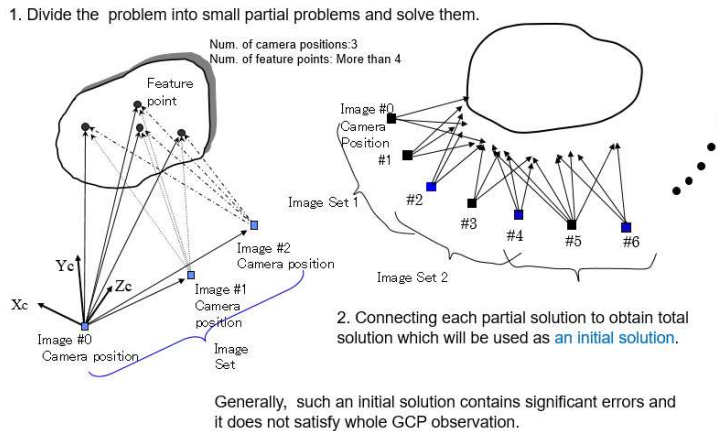 1. Divide the problem into small partial problems and solve them.
Num. of camera positions:3
Num. of feature points: More than 4
Feature
point
Image #0
Camera
Position
#1
#2
#3
#4
#5
#6
Image Set 1
Image Set 2
Image #2
Camera position
Yc
Zc
Xc
Image #1
Camera
position
Image #0
Camera position
Image
Set
2. Connecting each partial solution to obtain total
solution which will be used as an initial solution.
Generally, such an initial solution contains significant errors and
it does not satisfy whole GCP observation.